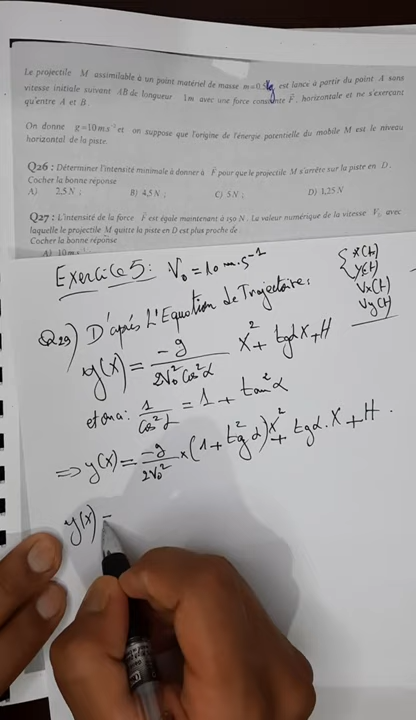 Le projectile M assimilable à un point matériel de masse m=0.5kg est lancé à partir du point A sans
vitesse initiale suivant AB de longueur 1m avec une force constante F⃗, horizontale et ne s'exerçant
qu'entre A et B.
On donne g=10m.s⁻² et on suppose que l'origine de l'énergie potentielle du mobile M est le niveau
horizontal de la piste.
Q26 : Déterminer l'intensité minimale à donner à F⃗ pour que le projectile M s'arrête sur la piste en D.
Cocher la bonne réponse
A) 2,5N ; B) 4,5N ; C) 5N ; D) 1,25N
Q27 : L'intensité de la force F⃗ est égale maintenant à 150 N. La valeur numérique de la vitesse V₀ avec
laquelle le projectile M quitte la piste en D est plus proche de
Cocher la bonne réponse
A) 10 m.s⁻¹
Exercice 5: V₀ = 10 m.s⁻¹
{ x(t)
y(t)
Vx(t)
Vy(t)
Q29) D'après L'Equation de Trajectoire:
y(x) = -g / 2V₀²cos²α x² + tgα x + H
et on a: 1/cos²α = 1 + tan²α
⇒ y(x) = -g/2V₀² × (1 + tg²α) x² + tgα . x + H .
y(x) =